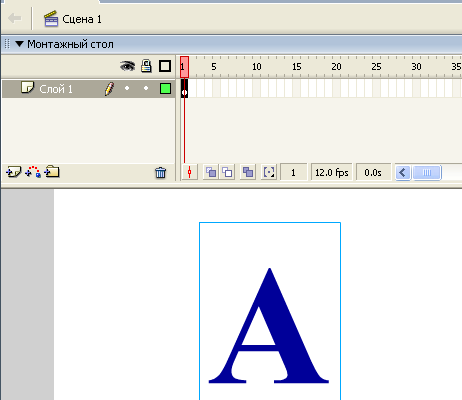 Сцена 1
Монтажный стол
1 5 10 15 20 25 30 35
Слой 1
1 12.0 fps 0.0s
A